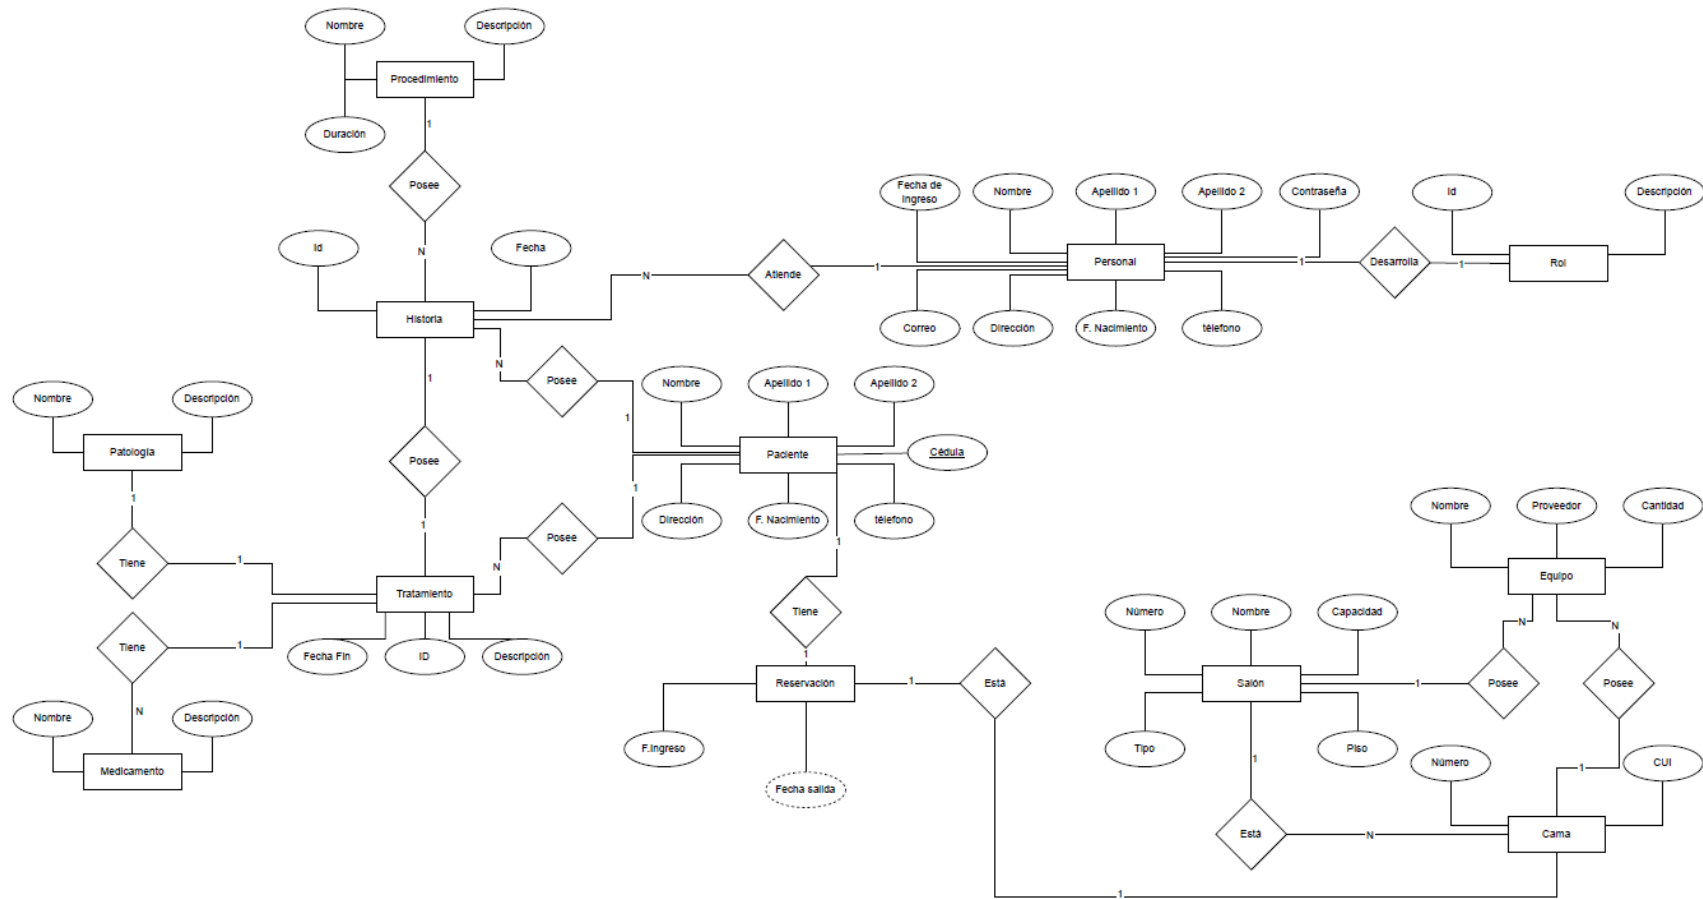 Nombre
Descripción
Procedimiento
Duración
1
Posee
N
Id
Fecha
Historia
N
Atiende
1
Fecha de
Ingreso
Nombre
Apellido 1
Apellido 2
Contraseña
Personal
Correo
Dirección
F. Nacimiento
télefono
1
Desarrolla
1
Id
Descripción
Rol
N
Posee
1
1
Posee
1
Nombre
Apellido 1
Apellido 2
Paciente
Cédula
Dirección
F. Nacimiento
télefono
Nombre
Descripción
Patología
1
Tiene
1
1
Posee
N
Tratamiento
Fecha Fin
ID
Descripción
Tiene
1
N
Nombre
Descripción
Medicamento
1
Tiene
1
Reservación
F.Ingreso
Fecha salida
1
Está
1
Nombre
Proveedor
Cantidad
Equipo
N
N
Posee
Posee
1
1
Número
Nombre
Capacidad
Salón
Tipo
Piso
1
Está
N
Número
CUI
Cama